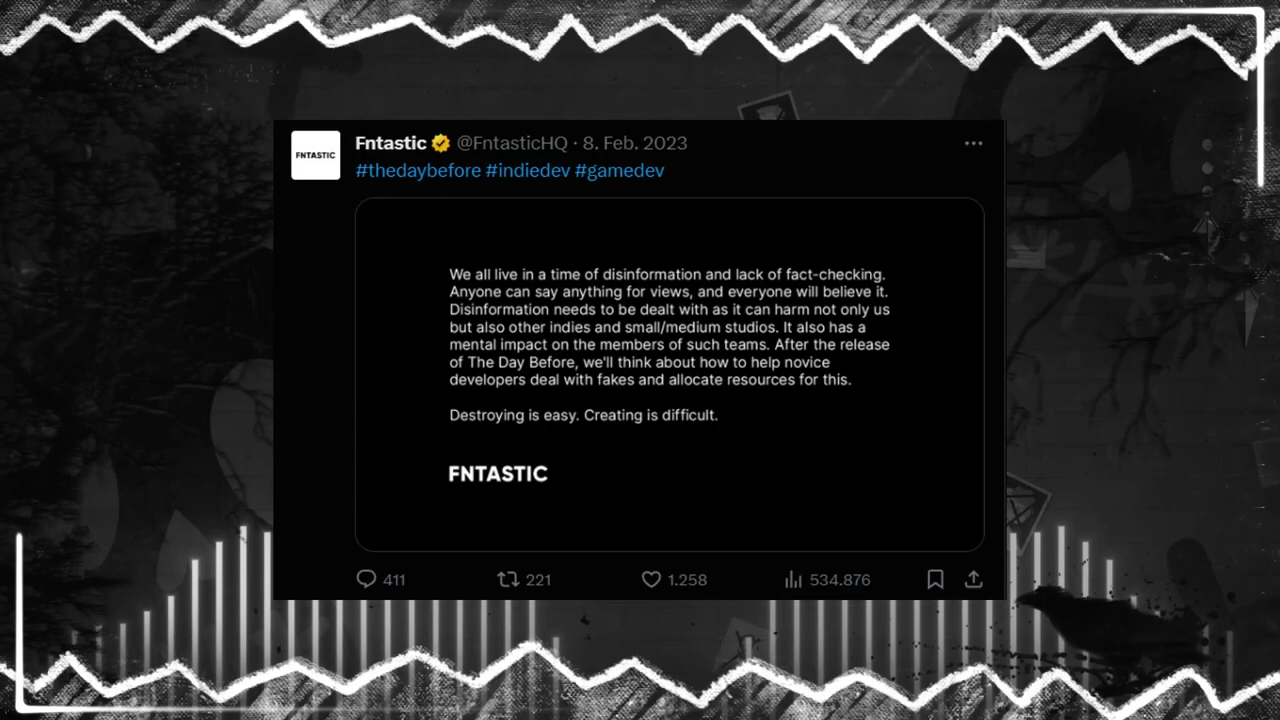 FNTASTIC
Fntastic @FntasticHQ · 8. Feb. 2023
#thedaybefore #indiedev #gamedev
We all live in a time of disinformation and lack of fact-checking.
Anyone can say anything for views, and everyone will believe it.
Disinformation needs to be dealt with as it can harm not only us
but also other indies and small/medium studios. It also has a
mental impact on the members of such teams. After the release
of The Day Before, we'll think about how to help novice
developers deal with fakes and allocate resources for this.
Destroying is easy. Creating is difficult.
FNTASTIC
411 221 1.258 534.876